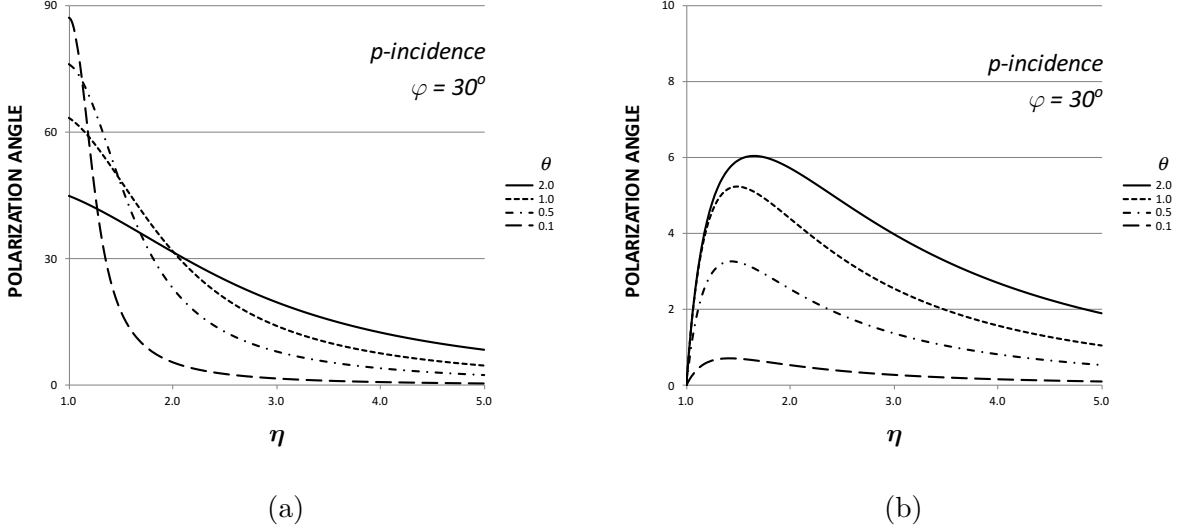 90
60
30
0
POLARIZATION ANGLE
p-incidence
φ = 30°
θ
2.0
1.0
0.5
0.1
1.0 2.0 3.0 4.0 5.0
η
(a)
10
8
6
4
2
0
POLARIZATION ANGLE
p-incidence
φ = 30°
θ
2.0
1.0
0.5
0.1
1.0 2.0 3.0 4.0 5.0
η
(b)